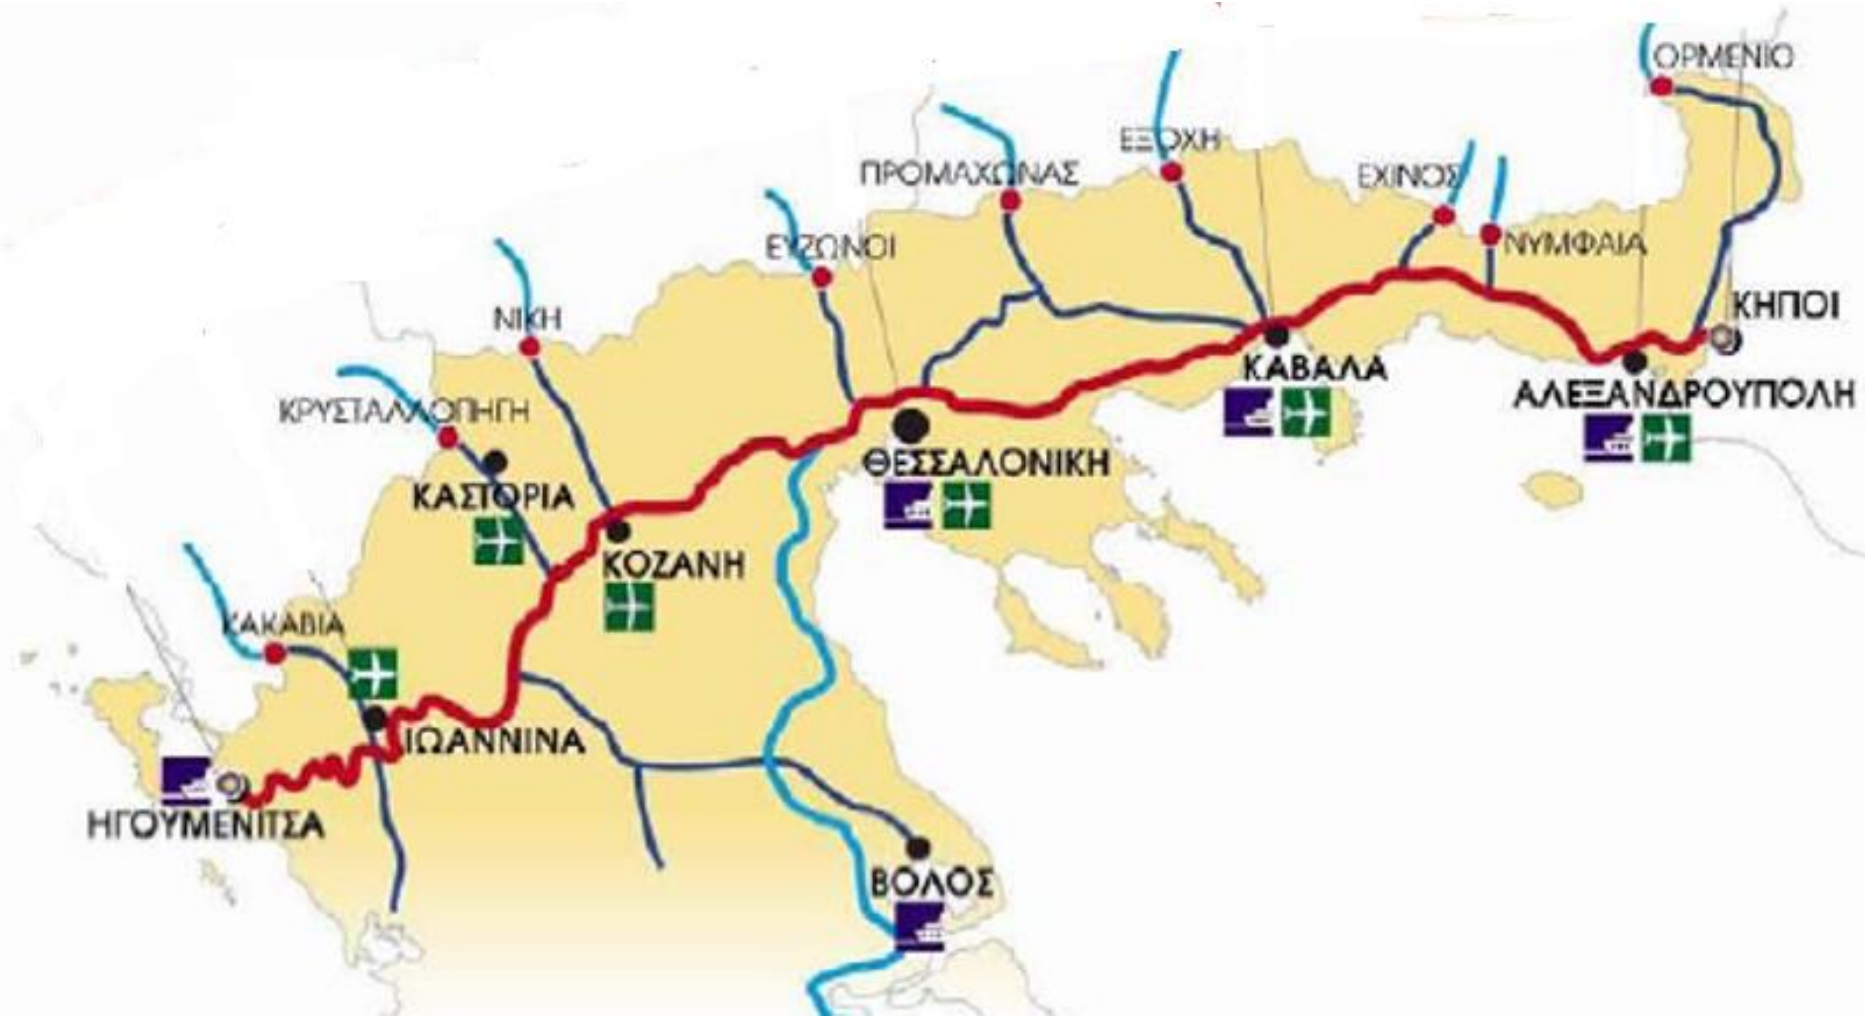 ΟΡΜΕΝΙΟ
ΕΞΟΧΗ
ΠΡΟΜΑΧΩΝΑΣ
ΕΧΙΝΟΣ
ΕΥΖΩΝΟΙ
ΝΥΜΦΑΙΑ
ΚΗΠΟΙ
ΝΙΚΗ
ΚΑΒΑΛΑ
ΑΛΕΞΑΝΔΡΟΥΠΟΛΗ
ΚΡΥΣΤΑΛΛΟΠΗΓΗ
ΘΕΣΣΑΛΟΝΙΚΗ
ΚΑΣΤΟΡΙΑ
ΚΟΖΑΝΗ
ΚΑΚΑΒΙΑ
ΙΩΑΝΝΙΝΑ
ΗΓΟΥΜΕΝΙΤΣΑ
ΒΟΛΟΣ